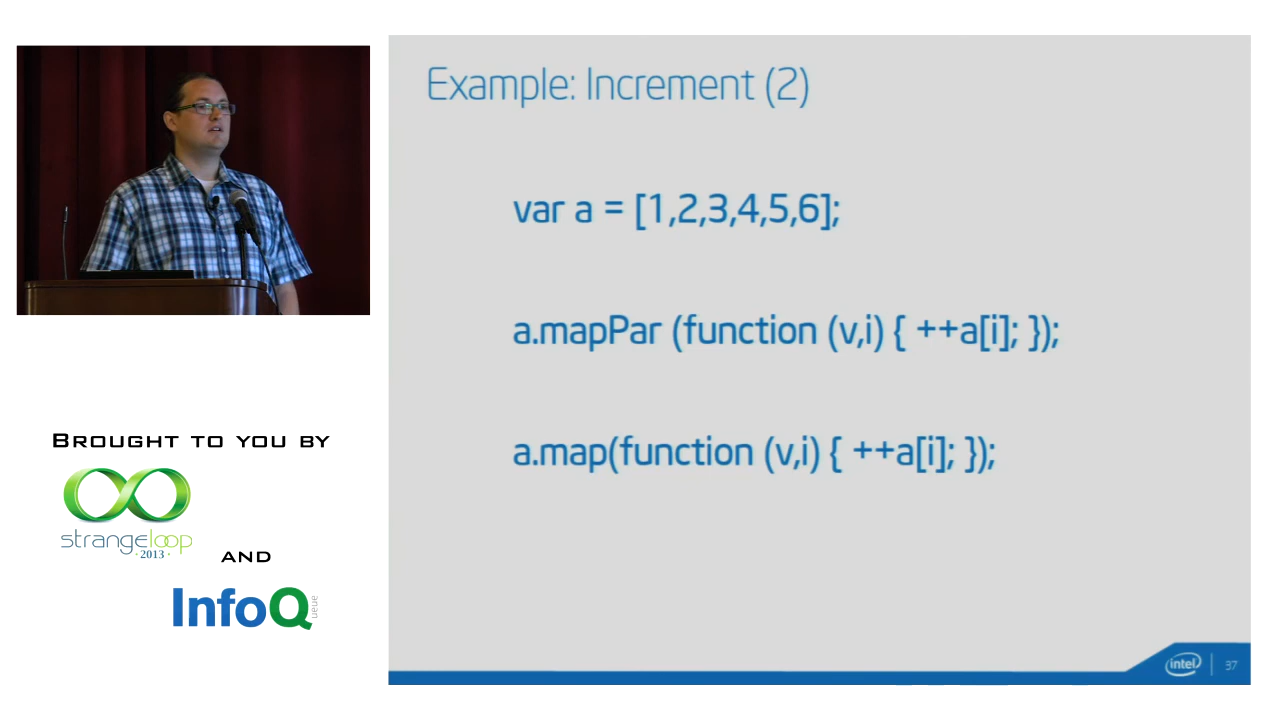 Example: Increment (2)
var a = [1,2,3,4,5,6];
a.mapPar (function (v,i) { ++a[i]; });
a.map(function (v,i) { ++a[i]; });
BROUGHT TO YOU BY
strangeloop
· 2013 ·
AND
InfoQueue
intel
37